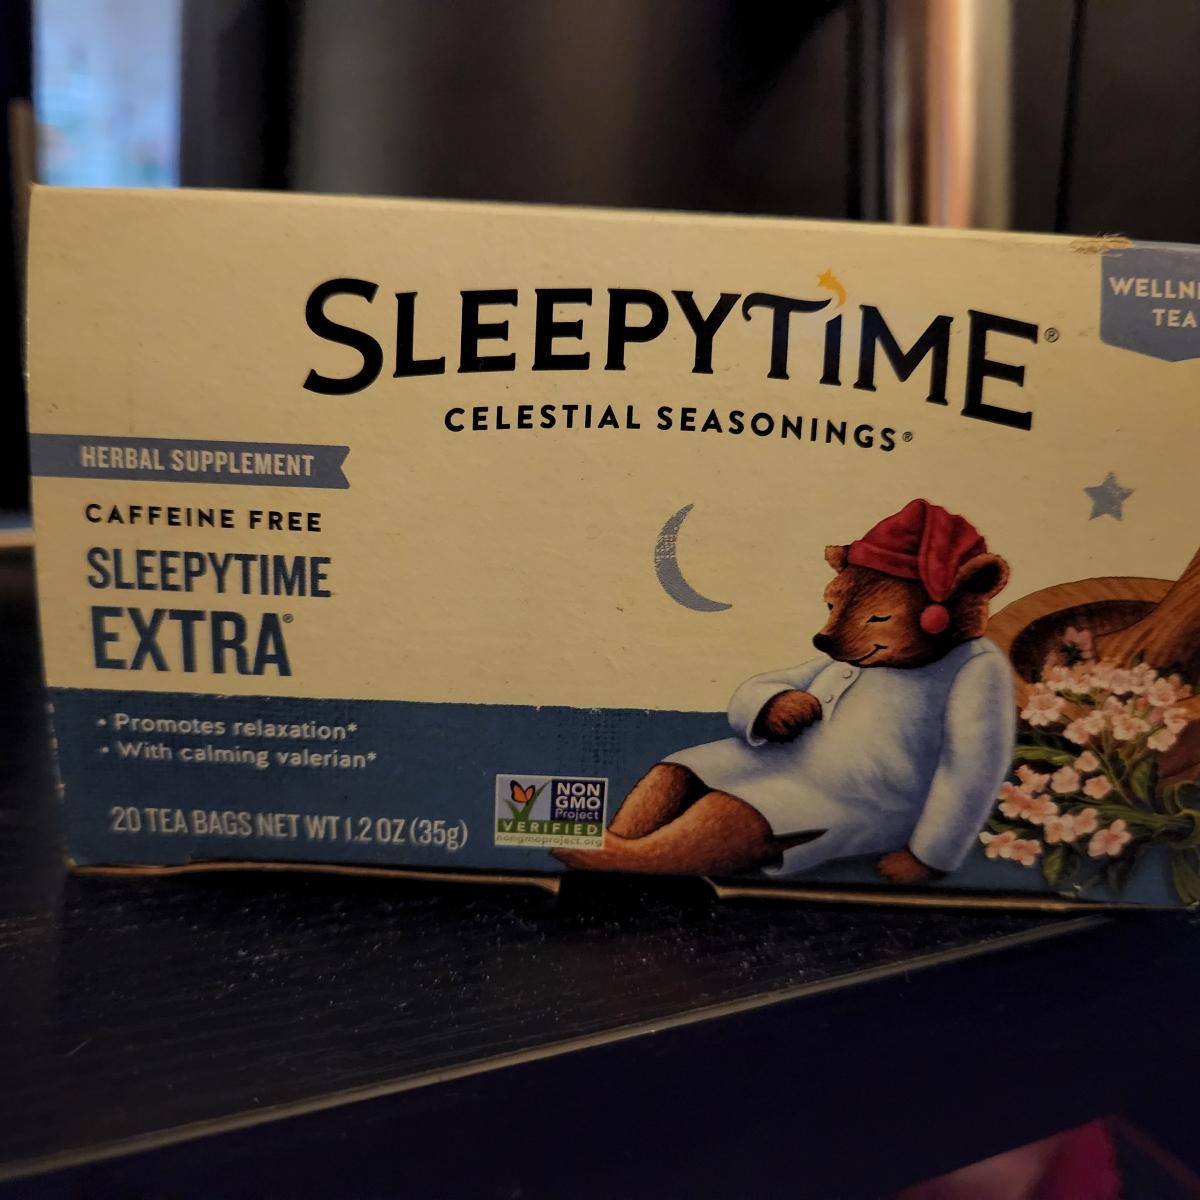 SLEEPYTIME®
CELESTIAL SEASONINGS®
TEA
HERBAL SUPPLEMENT
CAFFEINE FREE
SLEEPYTIME
EXTRA®
• Promotes relaxation*
• With calming valerian*
20 TEA BAGS NET WT 1.2 OZ (35g)
NON
GMO
Project
VERIFIED
nongmoproject.org